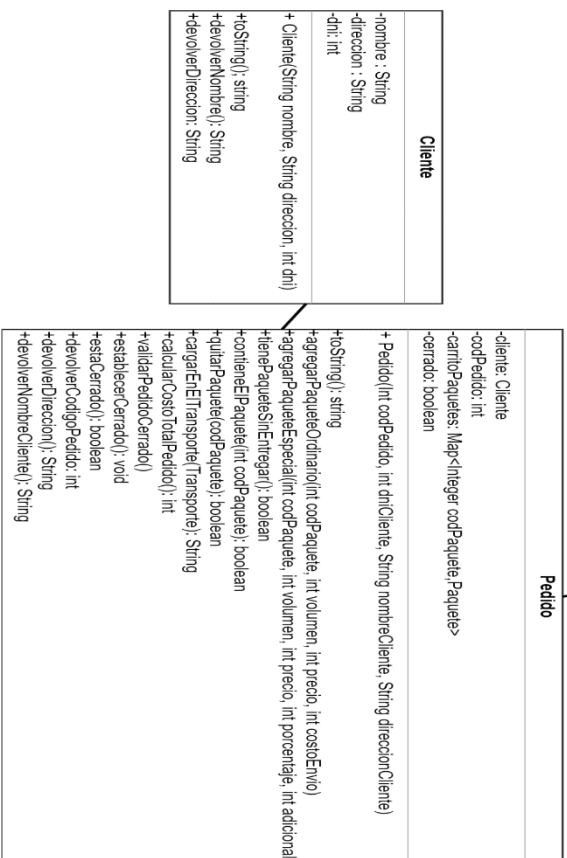 Cliente
-nombre : String
-direccion : String
-dni: int
+ Cliente(String nombre, String direccion, int dni)
+toString(); string
+devolverNombre(): String
+devolverDireccion: String
Pedido
-cliente: Cliente
-codPedido: int
-carritoPaquetes: Map<Integer codPaquete,Paquete>
-cerrado: boolean
+ Pedido(Int codPedido, int dniCliente, String nombreCliente, String direccionCliente)
+toString(): string
+agregarPaqueteOrdinario(int codPaquete, int volumen, int precio, int costoEnvio)
+agregarPaqueteEspecial(int codPaquete, int volumen, int precio, int porcentaje, int adicional
+tienePaqueteSinEntregar(): boolean
+contieneElPaquete(int codPaquete): boolean
+quitarPaquete(codPaquete): boolean
+cargarEnElTransporte(Transporte): String
+calcularCostoTotalPedido(): int
+validarPedidoCerrado()
+establecerCerrado(): void
+estaCerrado(): boolean
+devolverCodigoPedido: int
+devolverDireccion(): String
+devolverNombreCliente(): String